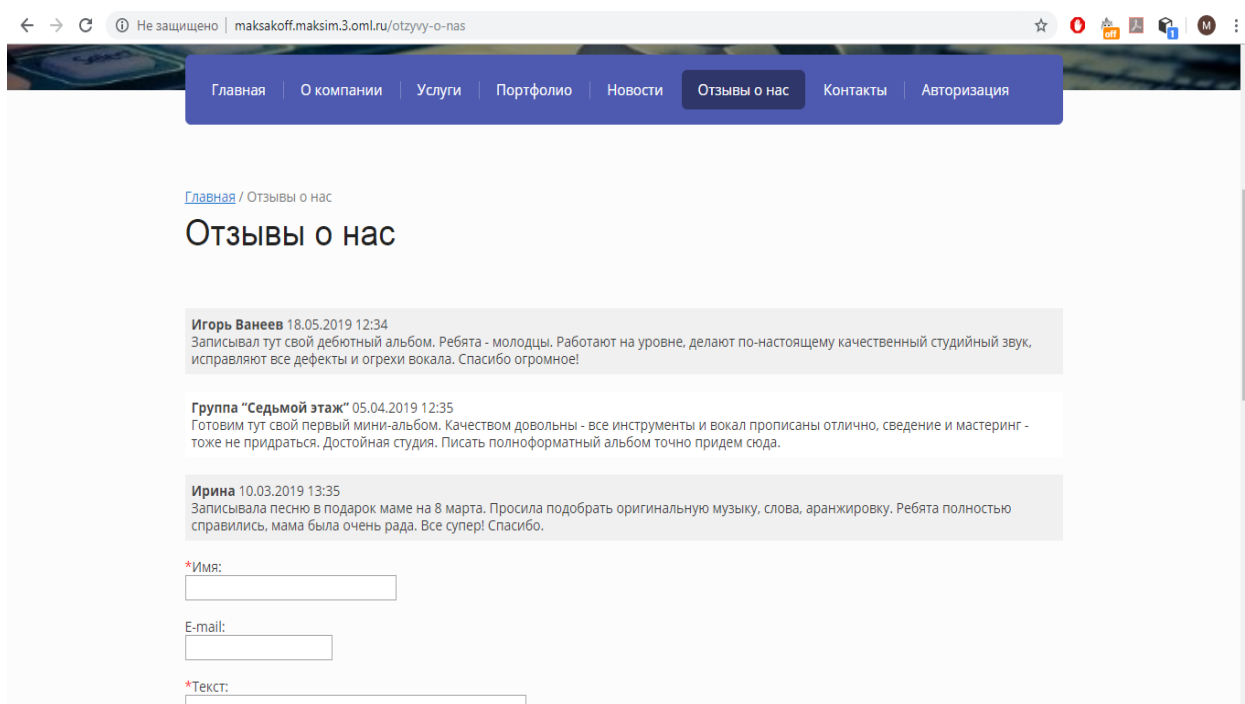 Не защищено | maksakoff.maksim.3.oml.ru/otzyvy-o-nas
off
1
M
Select
Главная О компании Услуги Портфолио Новости Отзывы о нас Контакты Авторизация
Главная / Отзывы о нас
Отзывы о нас
Игорь Ванеев 18.05.2019 12:34
Записывал тут свой дебютный альбом. Ребята - молодцы. Работают на уровне, делают по-настоящему качественный студийный звук,
исправляют все дефекты и огрехи вокала. Спасибо огромное!
Группа “Седьмой этаж” 05.04.2019 12:35
Готовим тут свой первый мини-альбом. Качеством довольны - все инструменты и вокал прописаны отлично, сведение и мастеринг -
тоже не придраться. Достойная студия. Писать полноформатный альбом точно придем сюда.
Ирина 10.03.2019 13:35
Записывала песню в подарок маме на 8 марта. Просила подобрать оригинальную музыку, слова, аранжировку. Ребята полностью
справились, мама была очень рада. Все супер! Спасибо.
*Имя:
E-mail:
*Текст: